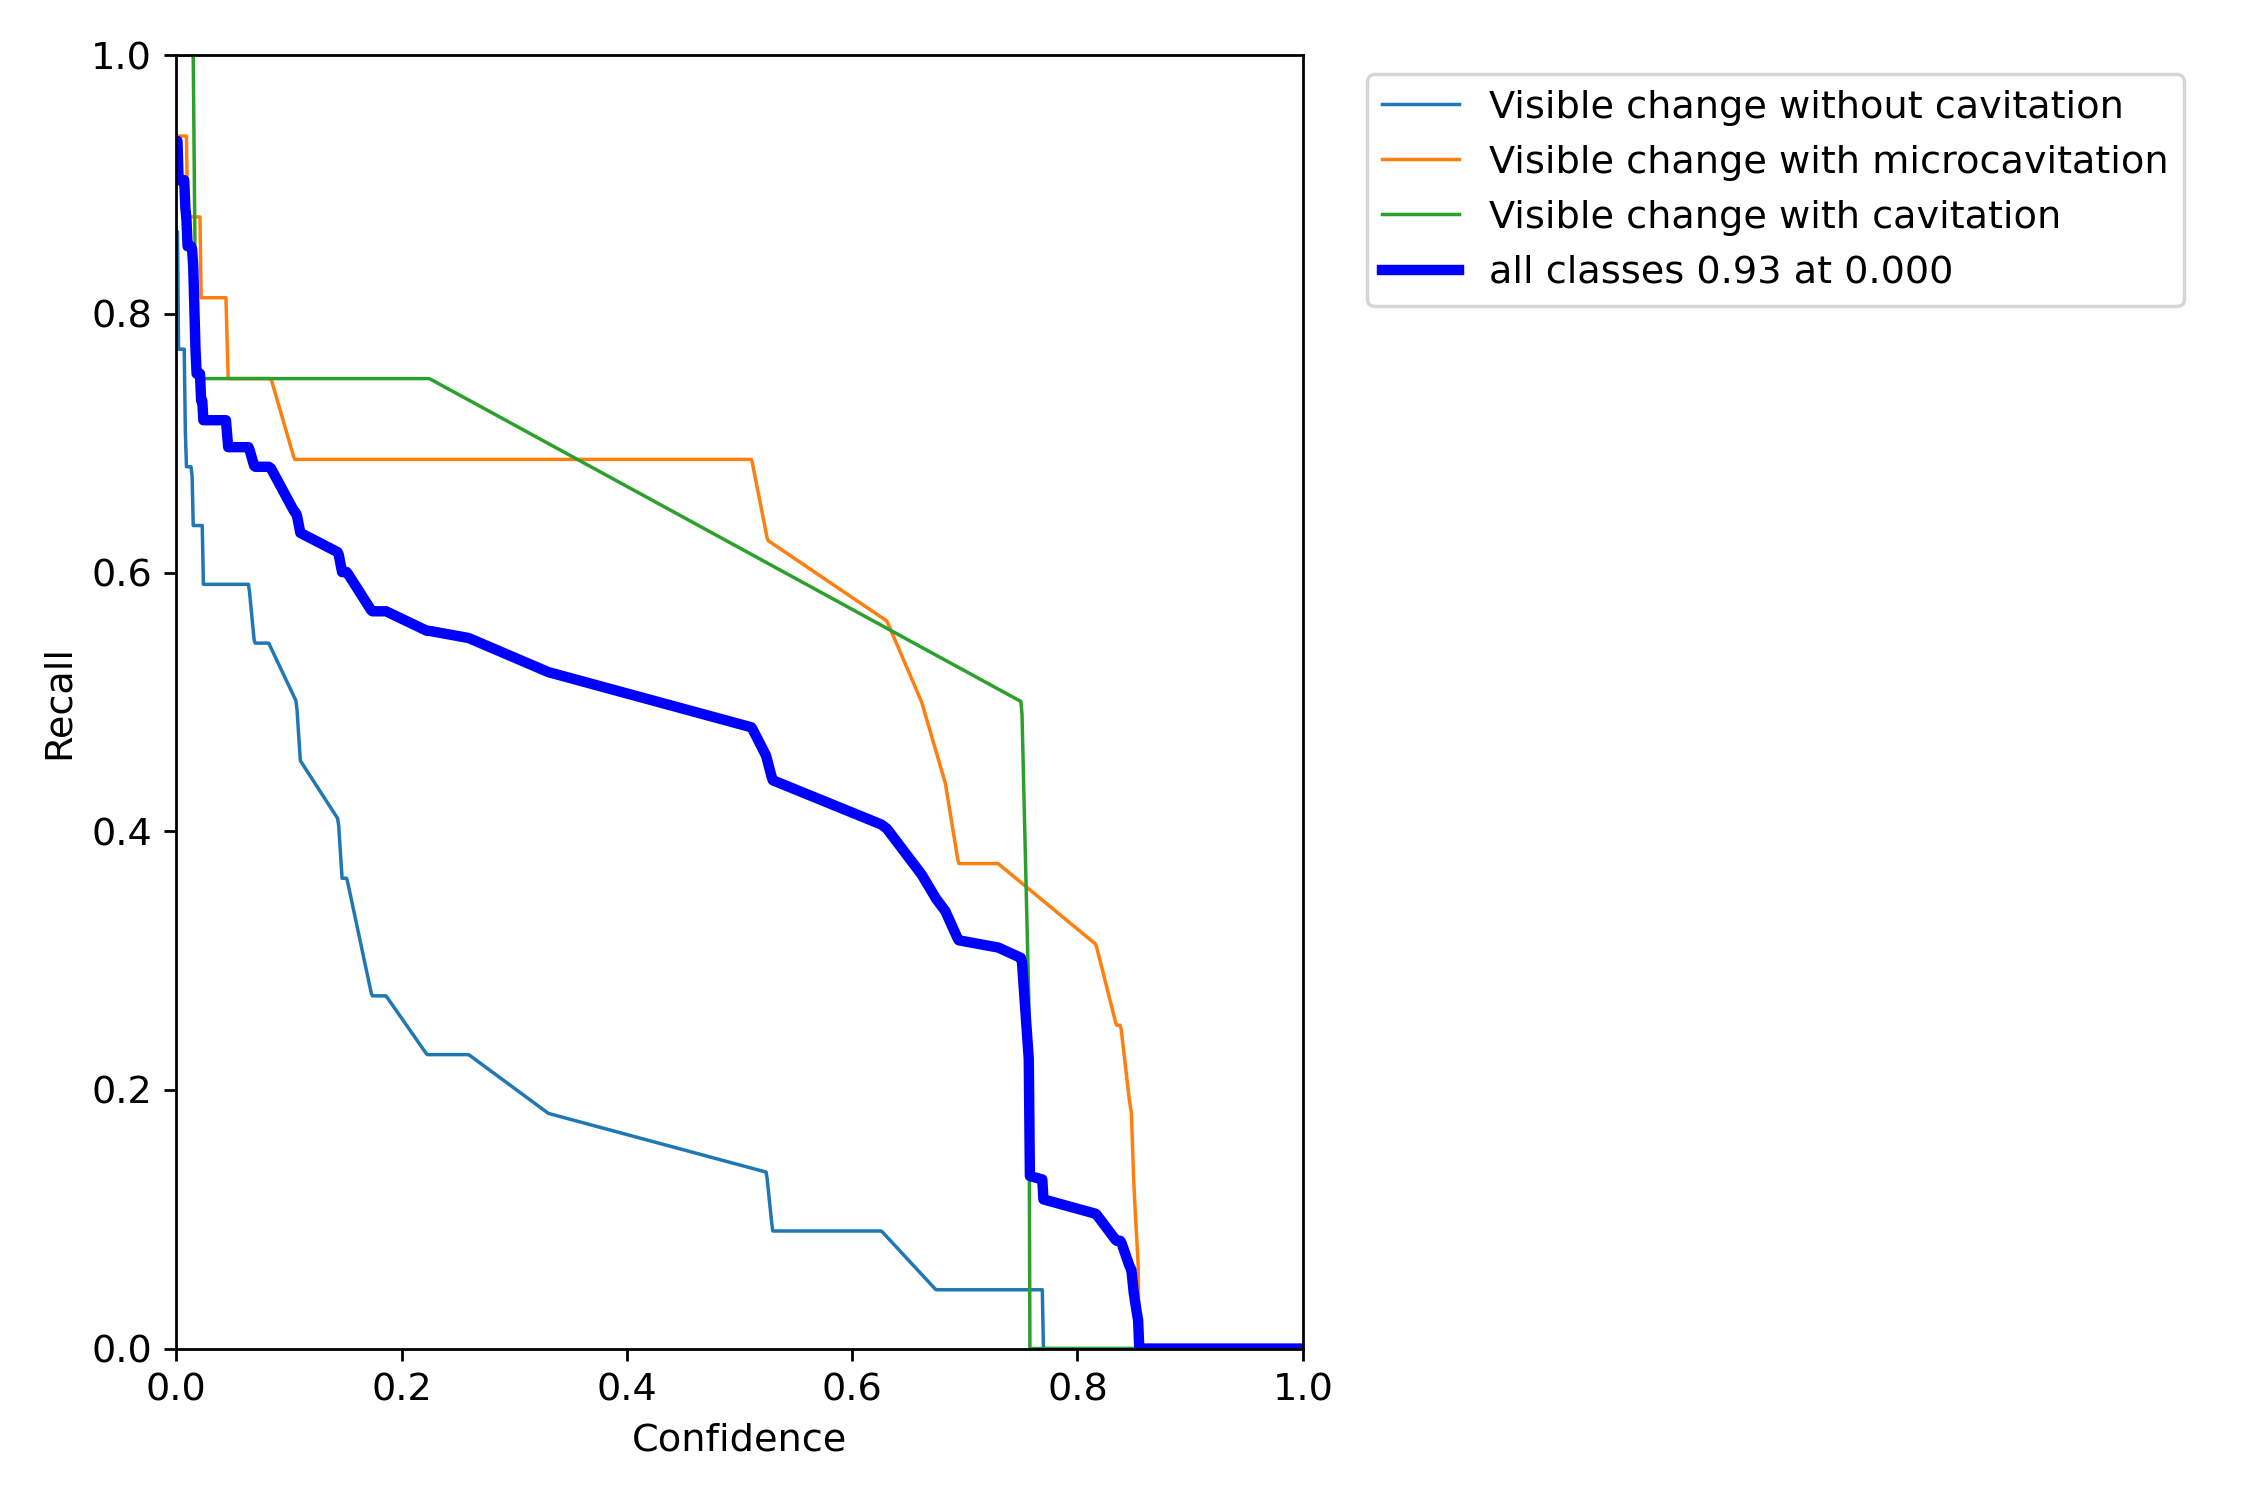 1.0
0.8
0.6
0.4
0.2
0.0
Recall
0.0 0.2 0.4 0.6 0.8 1.0
Confidence
Visible change without cavitation
Visible change with microcavitation
Visible change with cavitation
all classes 0.93 at 0.000